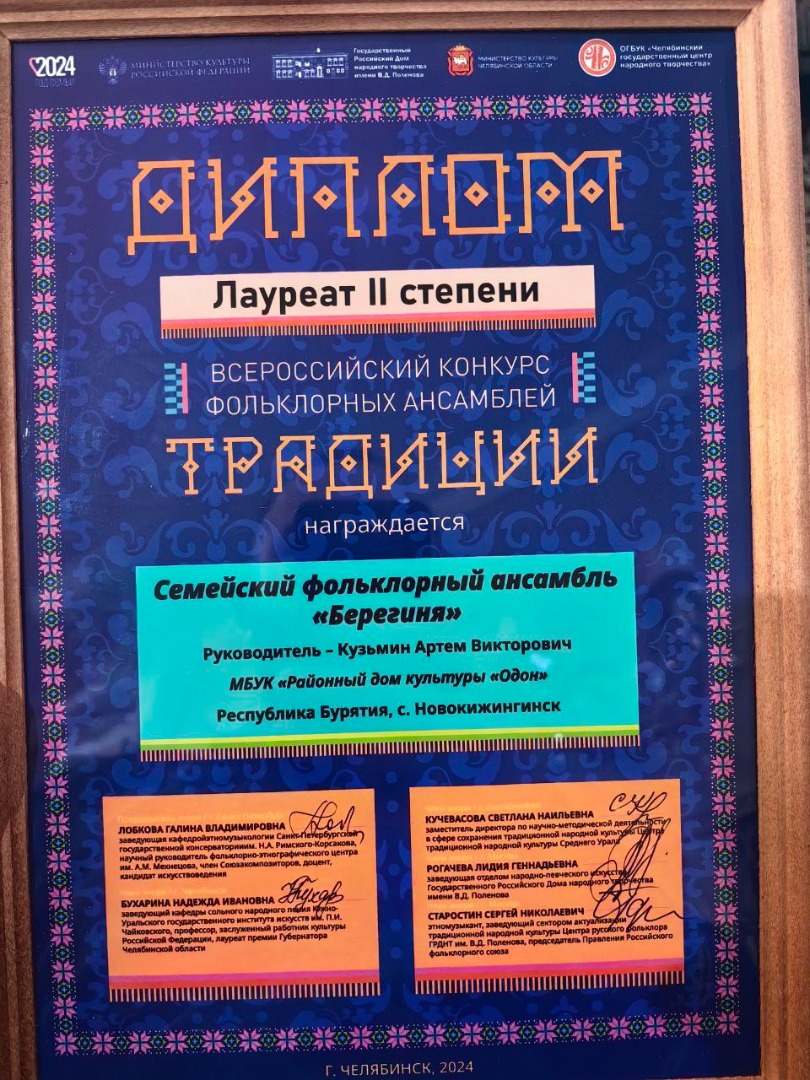 2024
МИНИСТЕРСТВО КУЛЬТУРЫ
РОССИЙСКОЙ ФЕДЕРАЦИИ
Государственный
Российский Дом
народного творчества
имени В.Д. Поленова
МИНИСТЕРСТВО КУЛЬТУРЫ
ЧЕЛЯБИНСКОЙ ОБЛАСТИ
ОГБУК «Челябинский
государственный центр
народного творчества»
ДИПЛОМ
Лауреат II степени
ВСЕРОССИЙСКИЙ КОНКУРС
ФОЛЬКЛОРНЫХ АНСАМБЛЕЙ
ТРАДИЦИИ
награждается
Семейский фольклорный ансамбль
«Берегиня»
Руководитель – Кузьмин Артем Викторович
МБУК «Районный дом культуры «Одон»
Республика Бурятия, с. Новокижингинск
ЛОБКОВА ГАЛИНА ВЛАДИМИРОВНА
заведующая кафедройэтномузыкологии Санкт-Петербургской
государственной консерваториим. Н.А. Римского-Корсакова,
научный руководитель фольклорно-этнографического центра
им. А.М. Мехнецова, член Союзакомпозиторов, доцент,
кандидат искусствоведения
БУХАРИНА НАДЕЖДА ИВАНОВНА
заведующий кафедры сольного народного пения Южно-
Уральского государственного института искусств им. П.И.
Чайковского, профессор, заслуженный работник культуры
Российской Федерации, лауреат премии Губернатора
Челябинской области
КУЧЕВАСОВА СВЕТЛАНА НАИЛЬЕВНА
заместитель директора по научно-методической деятельности
в сфере сохранения традиционной народной культуры Центра
традиционной народной культуры Среднего Урала
РОГАЧЕВА ЛИДИЯ ГЕННАДЬЕВНА
заведующая отделом народно-певческого искусства
Государственного Российского Дома народного творчества
имени В.Д. Поленова
СТАРОСТИН СЕРГЕЙ НИКОЛАЕВИЧ
этномузыкант, заведующий сектором актуализации
традиционной народной культуры Центра русского фольклора
ГРДНТ им. В.Д. Поленова, председатель Правления Российского
фольклорного союза
Г. ЧЕЛЯБИНСК, 2024